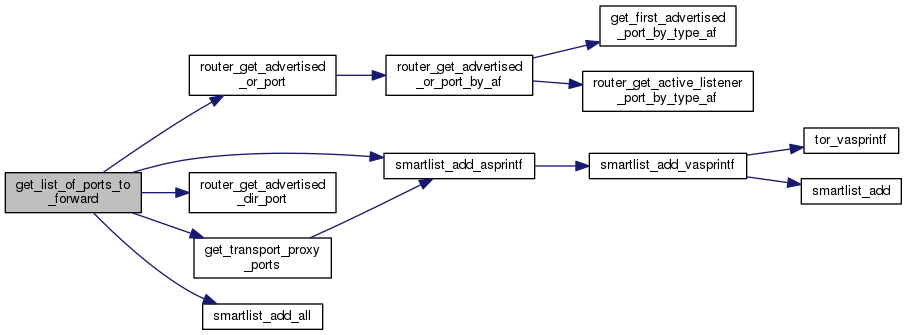 get_first_advertised
_port_by_type_af
router_get_advertised
_or_port
router_get_advertised
_or_port_by_af
router_get_active_listener
_port_by_type_af
tor_vasprintf
smartlist_add_asprintf
smartlist_add_vasprintf
get_list_of_ports_to
_forward
router_get_advertised
_dir_port
smartlist_add
get_transport_proxy
_ports
smartlist_add_all